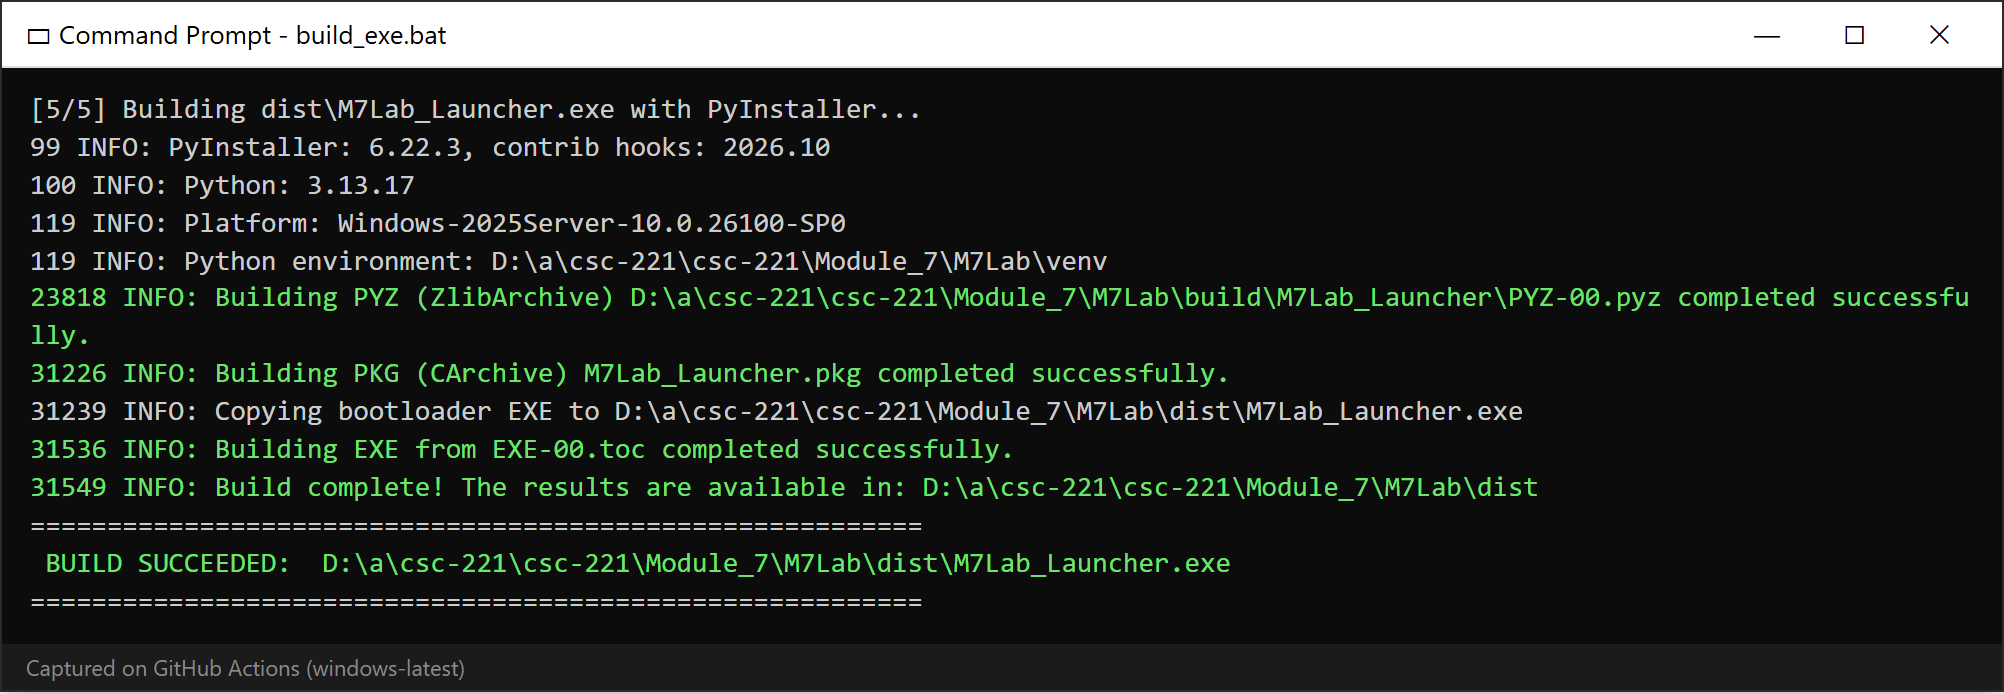 Command Prompt - build_exe.bat
[5/5] Building dist\M7Lab_Launcher.exe with PyInstaller...
99 INFO: PyInstaller: 6.22.3, contrib hooks: 2026.10
100 INFO: Python: 3.13.17
119 INFO: Platform: Windows-2025Server-10.0.26100-SP0
119 INFO: Python environment: D:\a\csc-221\csc-221\Module_7\M7Lab\venv
23818 INFO: Building PYZ (ZlibArchive) D:\a\csc-221\csc-221\Module_7\M7Lab\build\M7Lab_Launcher\PYZ-00.pyz completed successfu
lly.
31226 INFO: Building PKG (CArchive) M7Lab_Launcher.pkg completed successfully.
31239 INFO: Copying bootloader EXE to D:\a\csc-221\csc-221\Module_7\M7Lab\dist\M7Lab_Launcher.exe
31536 INFO: Building EXE from EXE-00.toc completed successfully.
31549 INFO: Build complete! The results are available in: D:\a\csc-221\csc-221\Module_7\M7Lab\dist
==========================================================
BUILD SUCCEEDED:  D:\a\csc-221\csc-221\Module_7\M7Lab\dist\M7Lab_Launcher.exe
==========================================================
Captured on GitHub Actions (windows-latest)